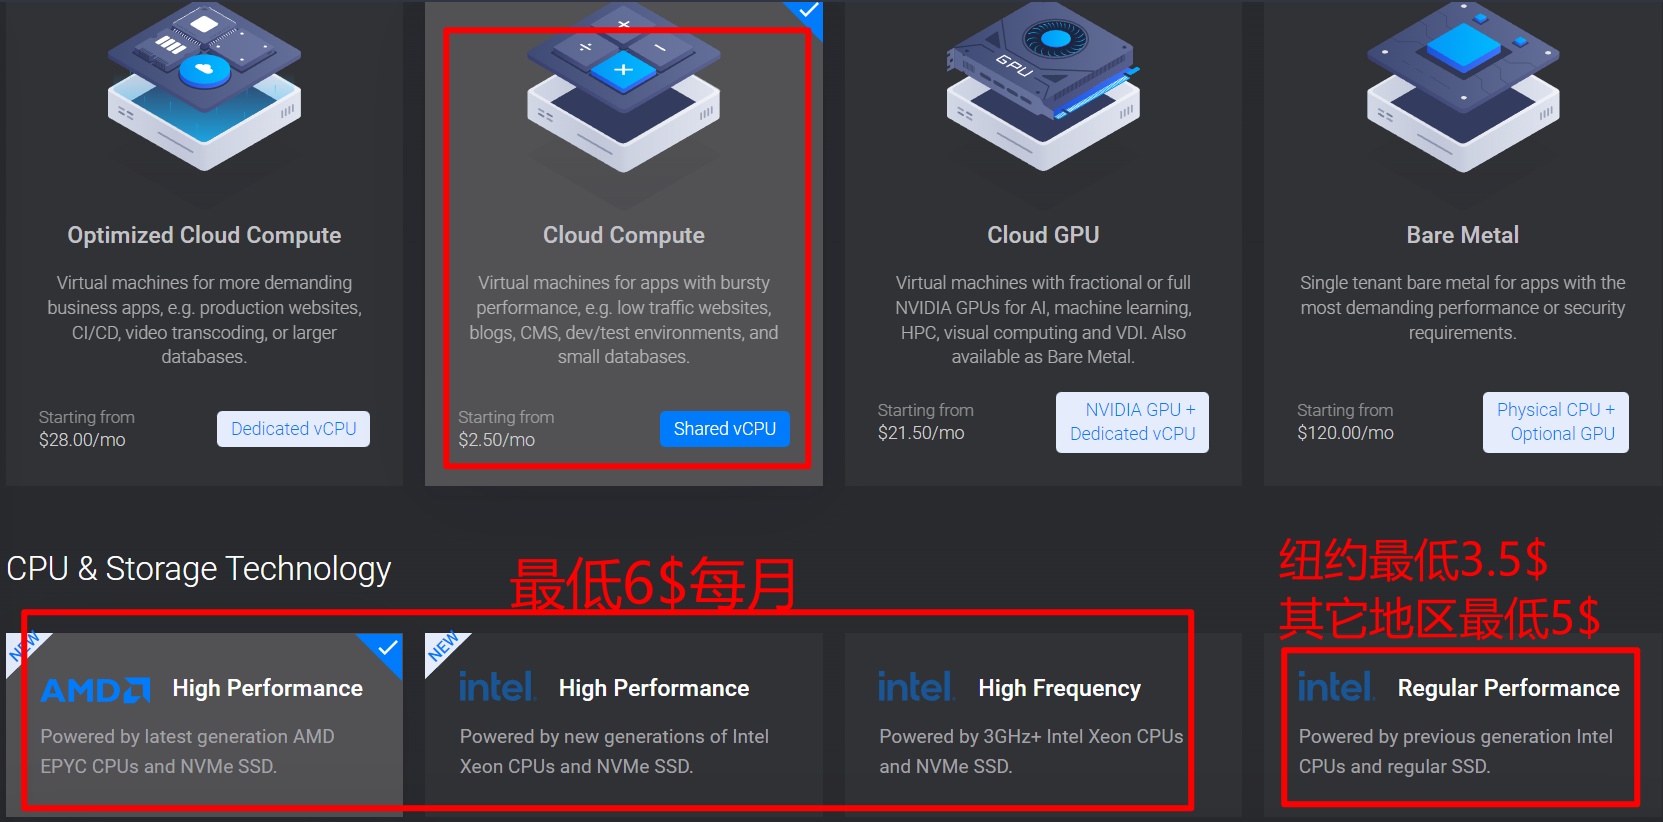 GPU
Optimized Cloud Compute
Virtual machines for more demanding
business apps, e.g. production websites,
CI/CD, video transcoding, or larger
databases.
Starting from
$28.00/mo
Dedicated vCPU
Cloud Compute
Virtual machines for apps with bursty
performance, e.g. low traffic websites,
blogs, CMS, dev/test environments, and
small databases.
Starting from
$2.50/mo
Shared vCPU
Cloud GPU
Virtual machines with fractional or full
NVIDIA GPUs for AI, machine learning,
HPC, visual computing and VDI. Also
available as Bare Metal.
Starting from
$21.50/mo
NVIDIA GPU +
Dedicated vCPU
Bare Metal
Single tenant bare metal for apps with the
most demanding performance or security
requirements.
Starting from
$120.00/mo
Physical CPU +
Optional GPU
CPU & Storage Technology
最低6$每月
纽约最低3.5$
其它地区最低5$
NEW
AMD High Performance
Powered by latest generation AMD
EPYC CPUs and NVMe SSD.
NEW
intel. High Performance
Powered by new generations of Intel
Xeon CPUs and NVMe SSD.
intel. High Frequency
Powered by 3GHz+ Intel Xeon CPUs
and NVMe SSD.
intel. Regular Performance
Powered by previous generation Intel
CPUs and regular SSD.